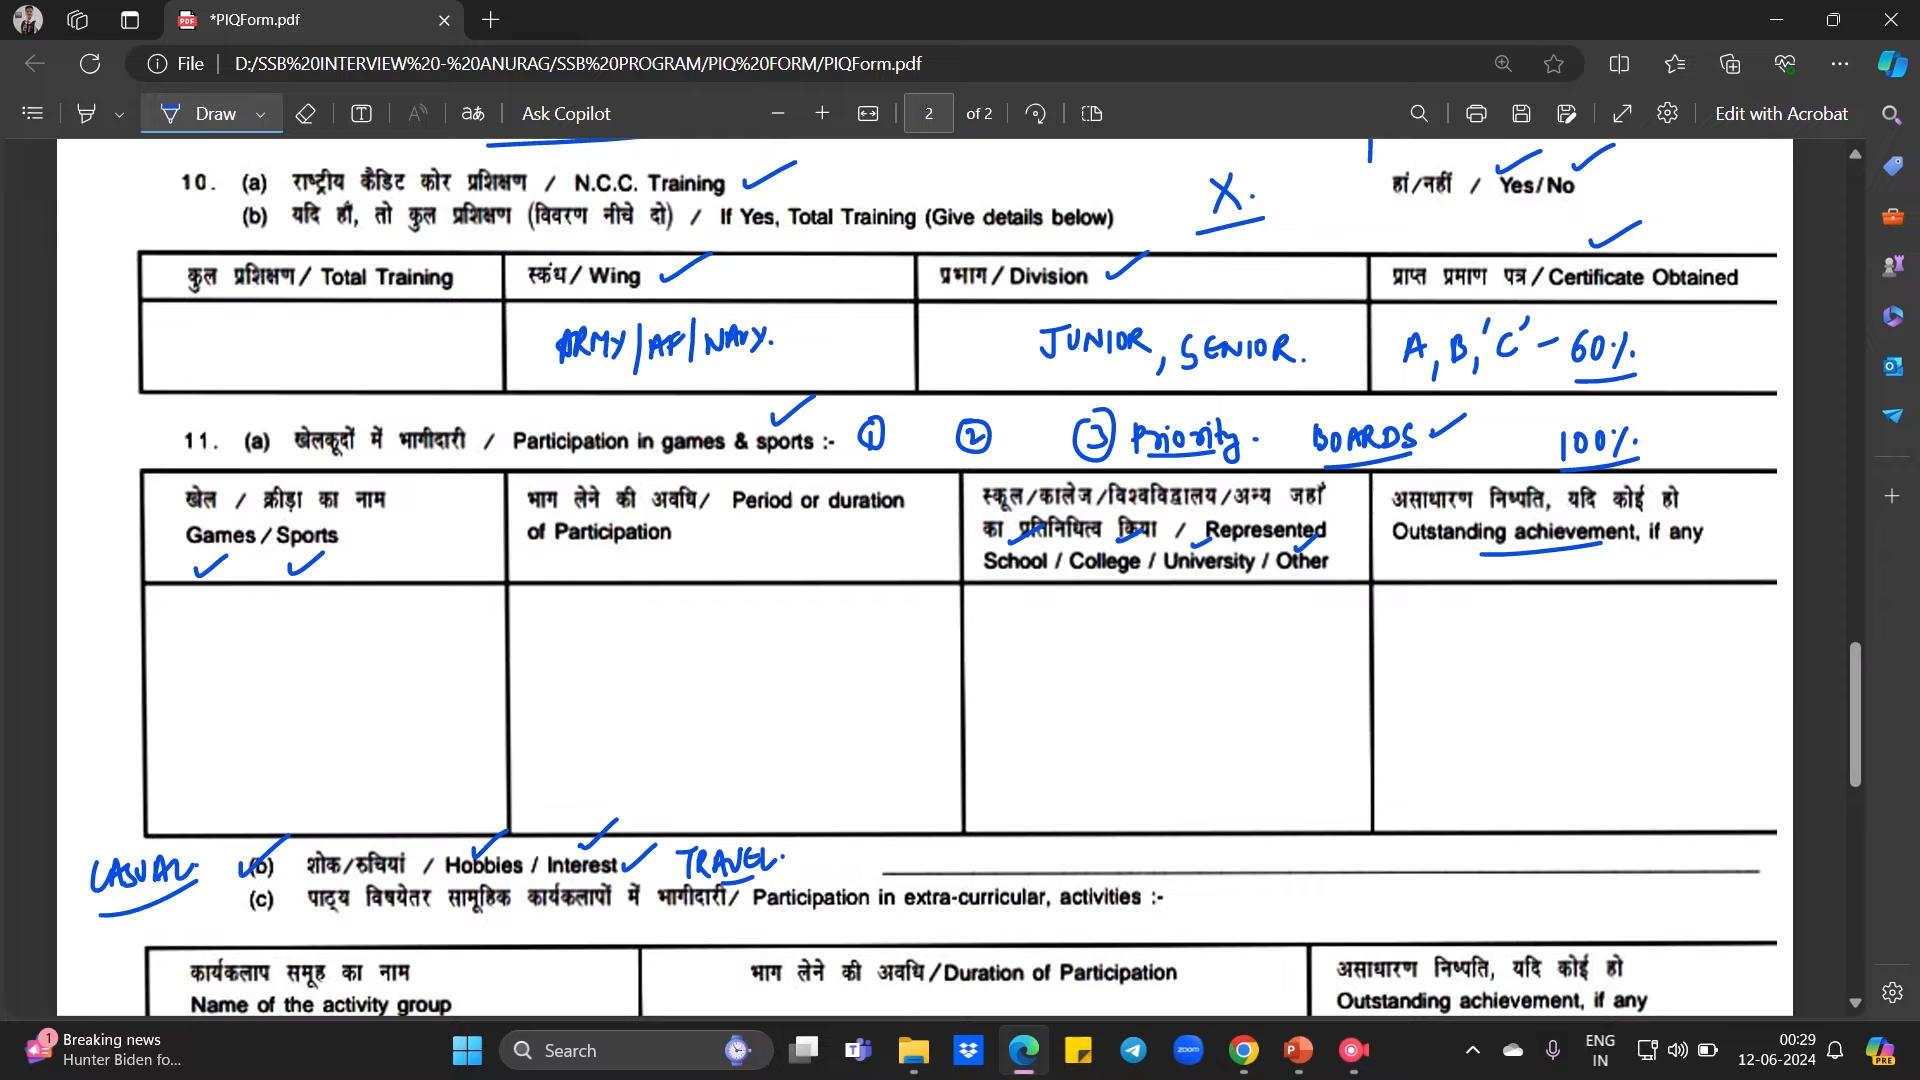 *PIQForm.pdf
File
D:/SSB%20INTERVIEW%20-%20ANURAG/SSB%20PROGRAM/PIQ%20FORM/PIQForm.pdf
Draw
aあ
Ask Copilot
2 of 2
Edit with Acrobat
10. (a) राष्ट्रीय कैडिट कोर प्रशिक्षण / N.C.C. Training
X.
हां/नहीं / Yes/No
(b) यदि हाँ, तो कुल प्रशिक्षण (विवरण नीचे दो) / If Yes, Total Training (Give details below)
कुल प्रशिक्षण / Total Training
स्कंध / Wing
प्रभाग / Division
प्राप्त प्रमाण पत्र / Certificate Obtained
ARMY/AF/NAVY.
JUNIOR, SENIOR.
A, B, 'C' - 60%
11. (a) खेलकूदों में भागीदारी / Participation in games & sports :- ① ② ③ Priority. BOARDS 100%
खेल / क्रीड़ा का नाम
Games / Sports
भाग लेने की अवधि/ Period or duration
of Participation
स्कूल/कालेज/विश्वविद्वालय/अन्य जहाँ
का प्रतिनिधित्व किया / Represented
School / College / University / Other
असाधारण निष्पति, यदि कोई हो
Outstanding achievement, if any
CASUAL. (b) शोक/रुचियां / Hobbies / Interest TRAVEL.
(c) पाठ्य विषयेतर सामूहिक कार्यकलापों में भागीदारी/ Participation in extra-curricular, activities :-
कार्यकलाप समूह का नाम
Name of the activity group
भाग लेने की अवधि / Duration of Participation
असाधारण निष्पति, यदि कोई हो
Outstanding achievement, if any
1
Breaking news
Hunter Biden fo...
Search
zoom
ENG
IN
00:29
12-06-2024
PRE